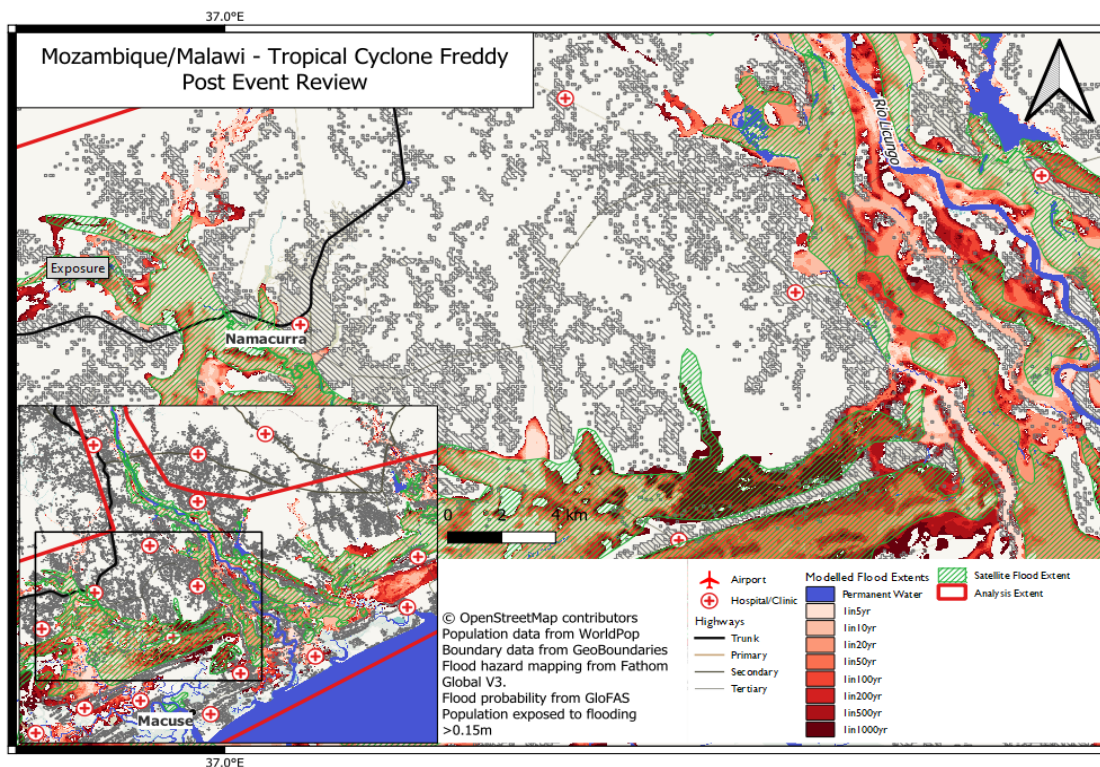 37.0°E
Mozambique/Malawi - Tropical Cyclone Freddy
Post Event Review
Rio Licungo
Exposure
Namacurra
0 2 4 km
Macuse
© OpenStreetMap contributors
Population data from WorldPop
Boundary data from GeoBoundaries
Flood hazard mapping from Fathom
Global V3.
Flood probability from GloFAS
Population exposed to flooding
>0.15m
Airport
Hospital/Clinic
Highways
Trunk
Primary
Secondary
Tertiary
Modelled Flood Extents
Permanent Water
1in5yr
1in10yr
1in20yr
1in50yr
1in100yr
1in200yr
1in500yr
1in1000yr
Satellite Flood Extent
Analysis Extent
37.0°E